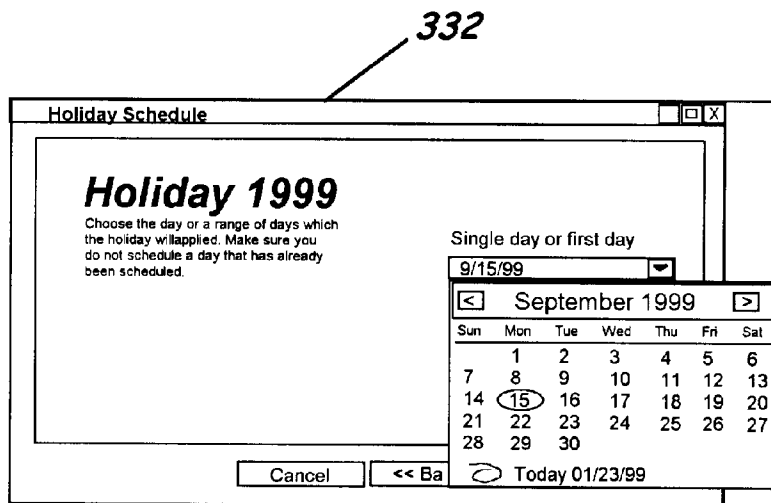 332
Holiday Schedule
X
Holiday 1999
Choose the day or a range of days which
the holiday willapplied. Make sure you
do not schedule a day that has already
been scheduled.
Single day or first day
9/15/99
< September 1999 >
Sun Mon Tue Wed Thu Fri Sat
1 2 3 4 5 6
7 8 9 10 11 12 13
14 15 16 17 18 19 20
21 22 23 24 25 26 27
28 29 30
Today 01/23/99
Cancel << Ba